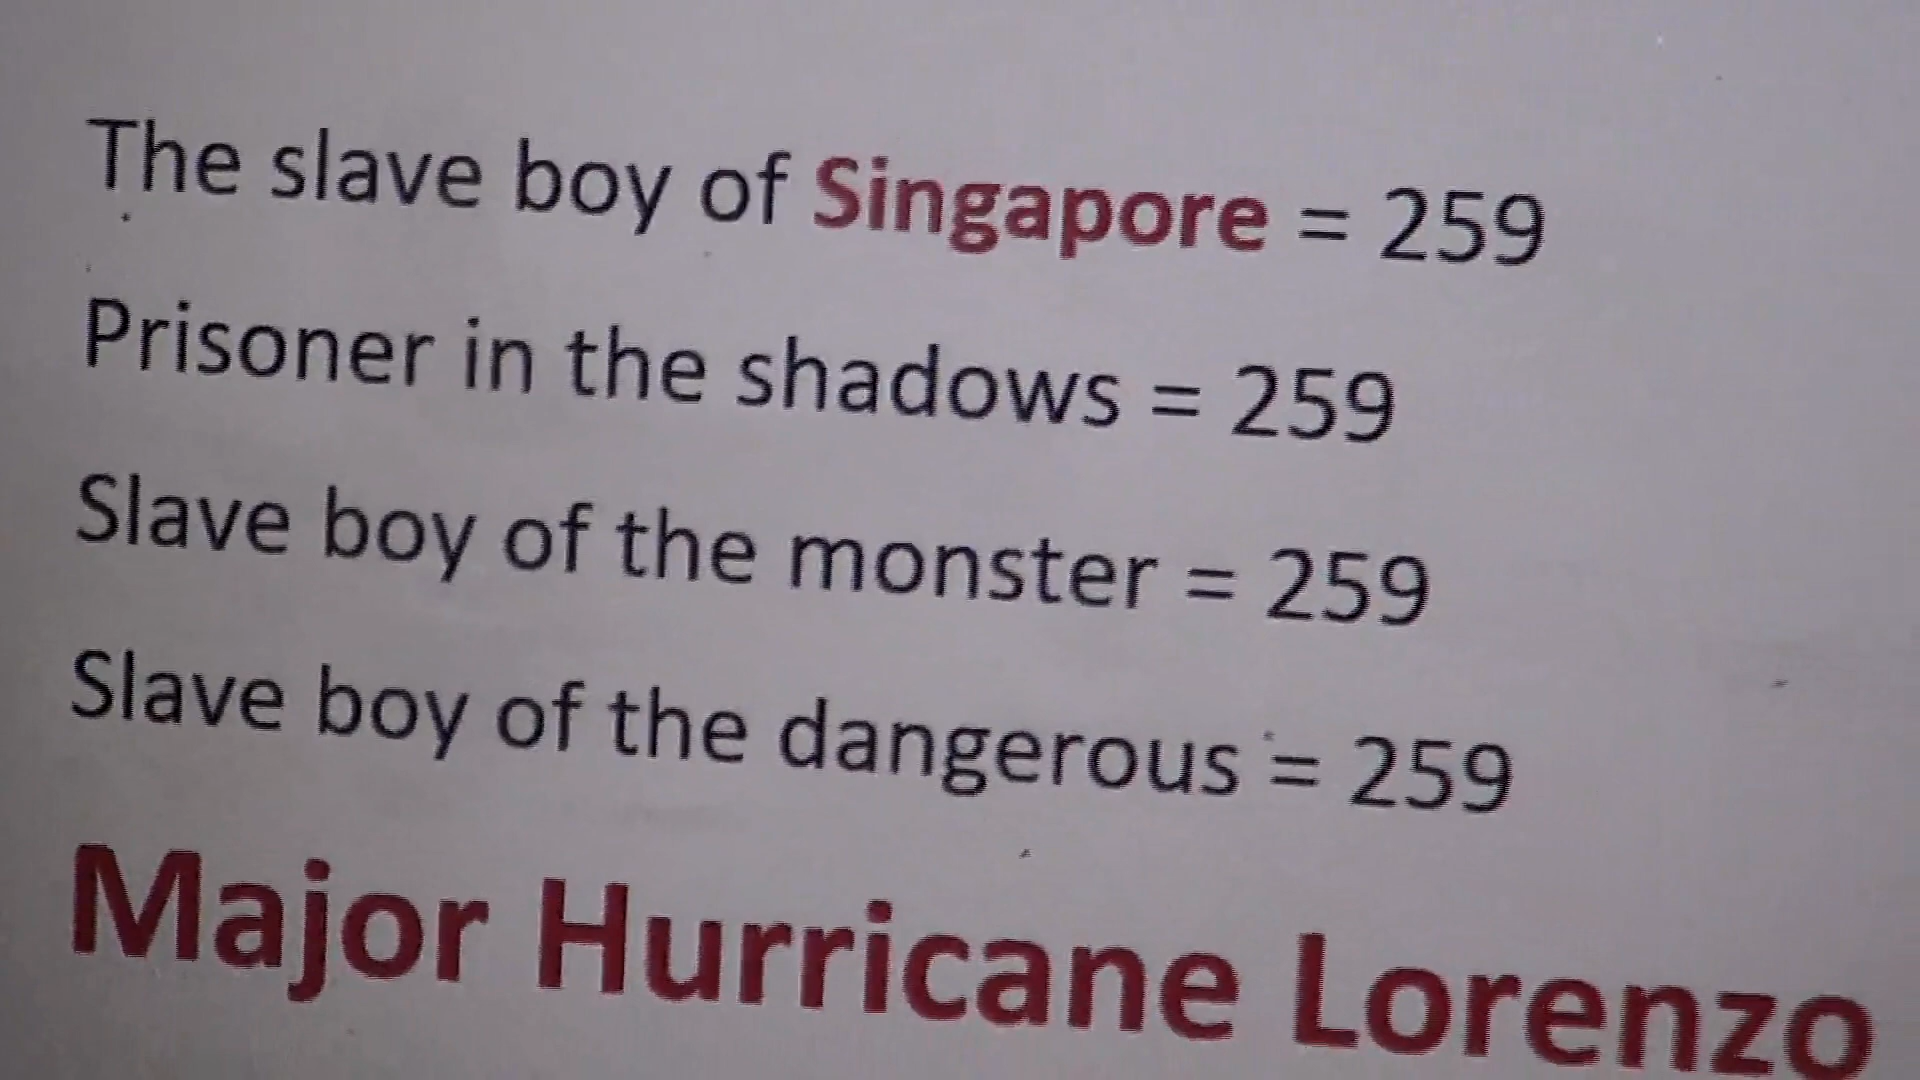 The slave boy of Singapore = 259
Prisoner in the shadows = 259
Slave boy of the monster = 259
Slave boy of the dangerous = 259
Major Hurricane Lorenzo